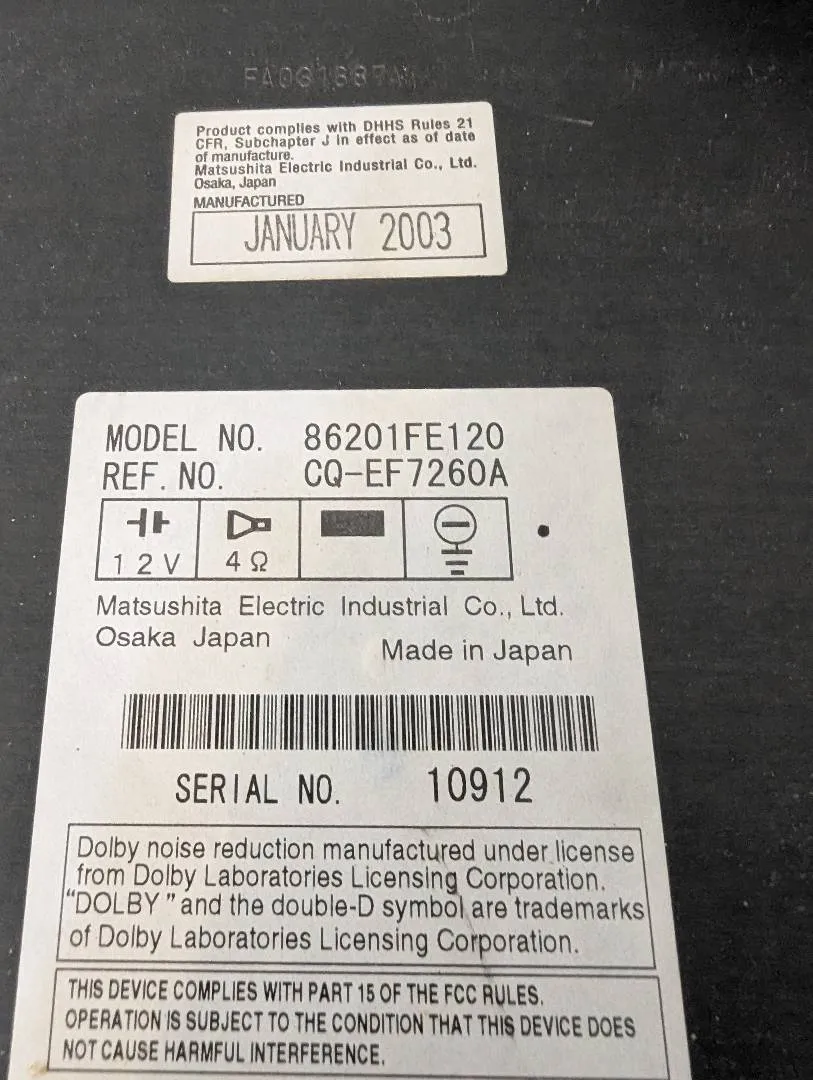 Product complies with DHHS Rules 21
CFR, Subchapter J in effect as of date
of manufacture.
Matsushita Electric Industrial Co., Ltd.
Osaka, Japan
MANUFACTURED
JANUARY 2003
MODEL NO. 86201FE120
REF. NO. CQ-EF7260A
12V 4Ω
Matsushita Electric Industrial Co., Ltd.
Osaka Japan Made in Japan
SERIAL NO. 10912
Dolby noise reduction manufactured under license
from Dolby Laboratories Licensing Corporation.
"DOLBY" and the double-D symbol are trademarks
of Dolby Laboratories Licensing Corporation.
THIS DEVICE COMPLIES WITH PART 15 OF THE FCC RULES.
OPERATION IS SUBJECT TO THE CONDITION THAT THIS DEVICE DOES
NOT CAUSE HARMFUL INTERFERENCE.